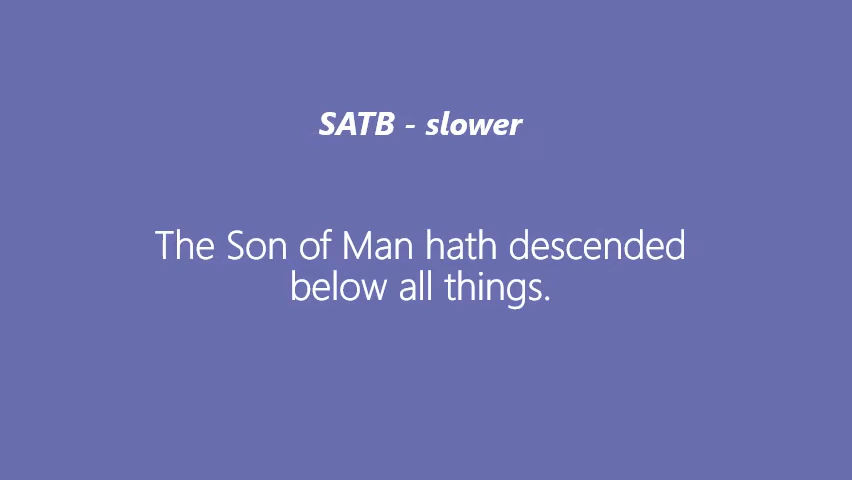 SATB - slower
The Son of Man hath descended
below all things.